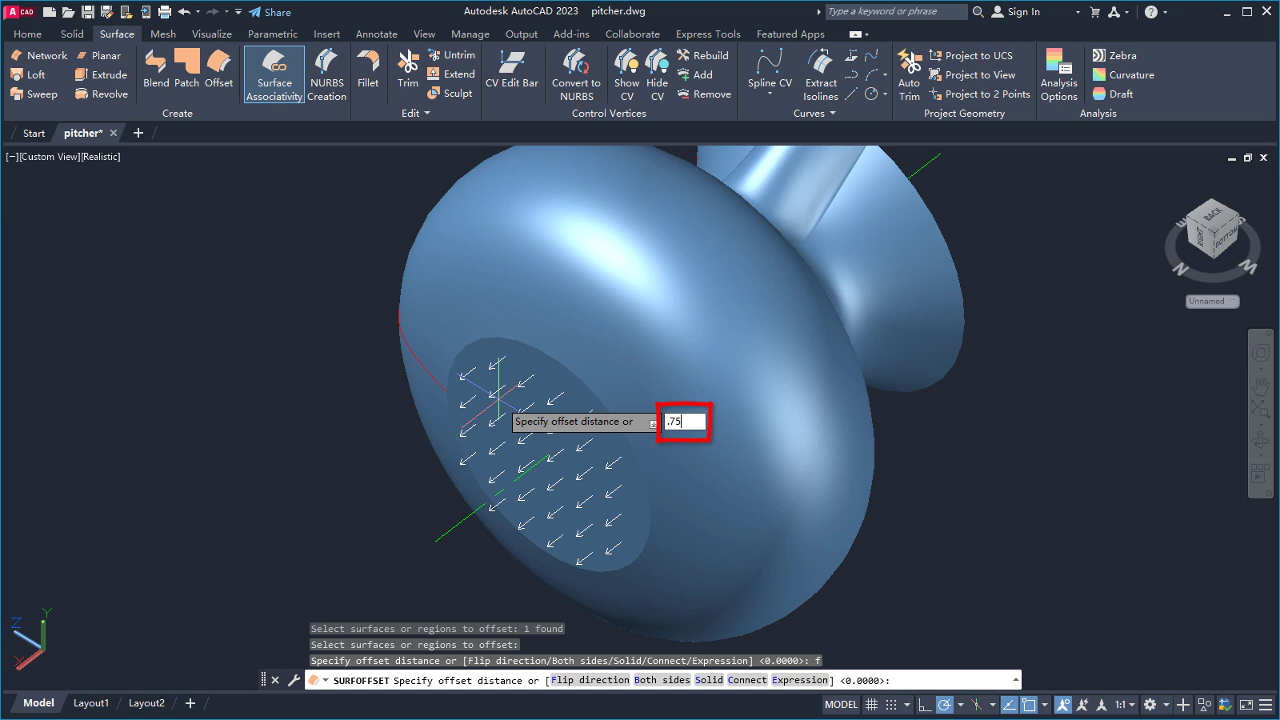 A CAD
Share
Autodesk AutoCAD 2023 pitcher.dwg
Type a keyword or phrase
Sign In
Home Solid Surface Mesh Visualize Parametric Insert Annotate View Manage Output Add-ins Collaborate Express Tools Featured Apps
Network
Loft
Sweep
Planar
Extrude
Revolve
Blend
Patch
Offset
Surface
Associativity
NURBS
Creation
Fillet
Trim
Untrim
Extend
Sculpt
CV Edit Bar
Convert to
NURBS
Show
CV
Hide
CV
Rebuild
Add
Remove
Spline CV
Extract
Isolines
Auto
Trim
Project to UCS
Project to View
Project to 2 Points
Analysis
Options
Zebra
Curvature
Draft
Create
Edit
Control Vertices
Curves
Project Geometry
Analysis
Start
pitcher*
[−][Custom View][Realistic]
BACK
RIGHT
BOTTOM
N
Unnamed
Specify offset distance or
.75
Y
Z
X
Select surfaces or regions to offset: 1 found
Select surfaces or regions to offset:
Specify offset distance or [Flip direction/Both sides/Solid/Connect/Expression] <0.0000>: f
SURFOFFSET Specify offset distance or [Flip direction Both sides Solid Connect Expression] <0.0000>:
Model Layout1 Layout2
MODEL
1:1